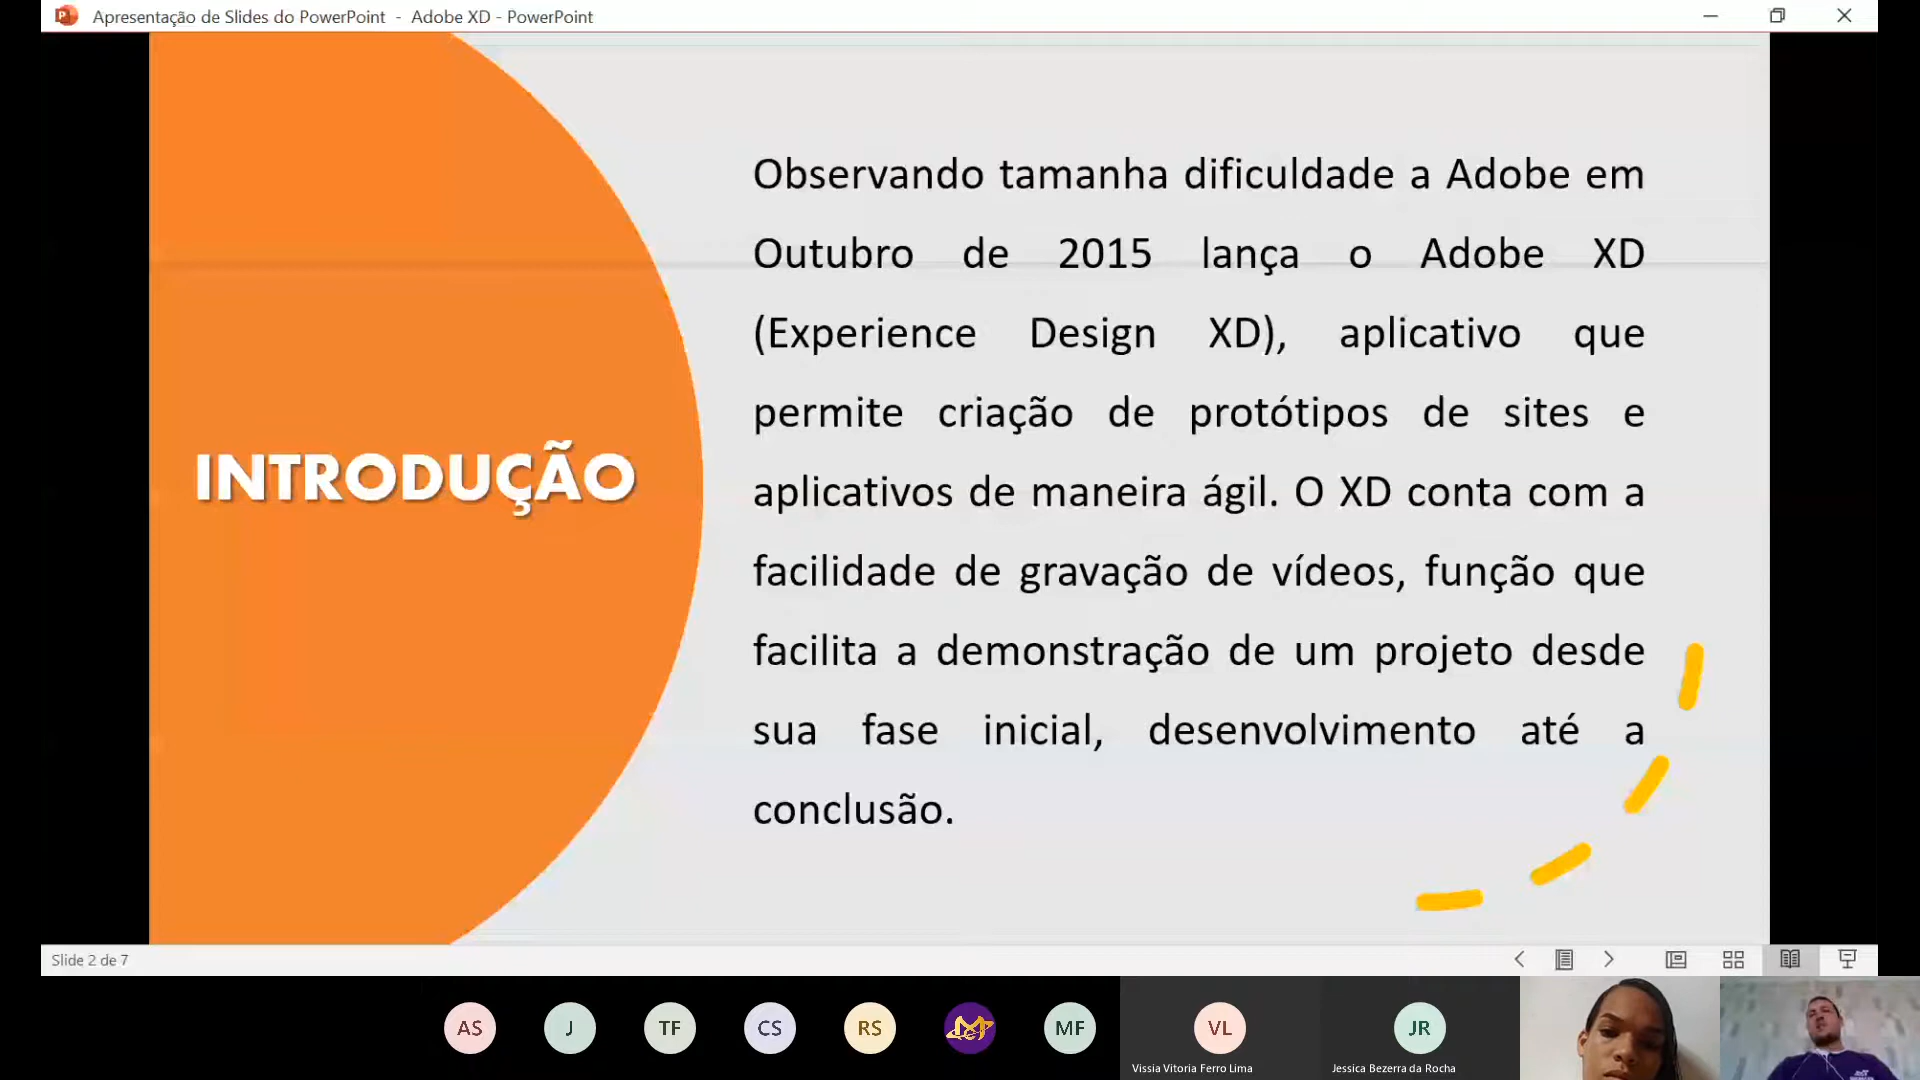 Apresentação de Slides do PowerPoint - Adobe XD - PowerPoint
INTRODUÇÃO
Observando tamanha dificuldade a Adobe em
Outubro de 2015 lança o Adobe XD
(Experience Design XD), aplicativo que
permite criação de protótipos de sites e
aplicativos de maneira ágil. O XD conta com a
facilidade de gravação de vídeos, função que
facilita a demonstração de um projeto desde
sua fase inicial, desenvolvimento até a
conclusão.
Slide 2 de 7
AS J TF CS RS MF VL JR
Vissia Vitoria Ferro Lima
Jessica Bezerra da Rocha